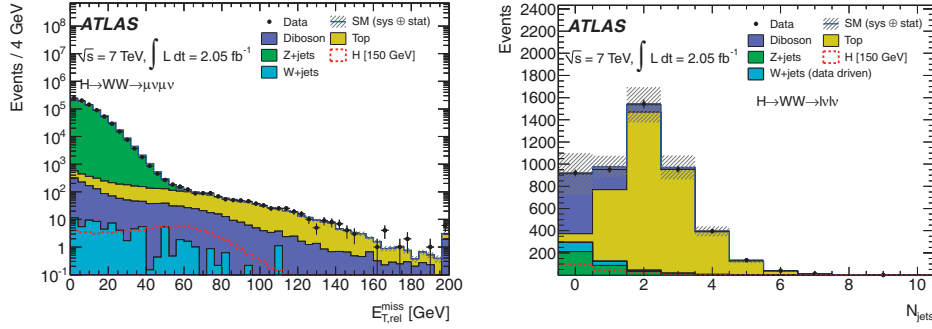 ATLAS
Data
SM (sys ⊕ stat)
Diboson
Top
Z+jets
H [150 GeV]
W+jets
√s = 7 TeV, ∫ L dt = 2.05 fb⁻¹
H→WW→μνμν
Events / 4 GeV
10⁸
10⁷
10⁶
10⁵
10⁴
10³
10²
10
1
10⁻¹
0 20 40 60 80 100 120 140 160 180 200
E_T,rel^miss [GeV]
ATLAS
Data
SM (sys ⊕ stat)
Diboson
Top
Z+jets
H [150 GeV]
W+jets (data driven)
√s = 7 TeV, ∫ L dt = 2.05 fb⁻¹
H→WW→lνlν
Events
2400
2200
2000
1800
1600
1400
1200
1000
800
600
400
200
0 2 4 6 8 10
N_jets